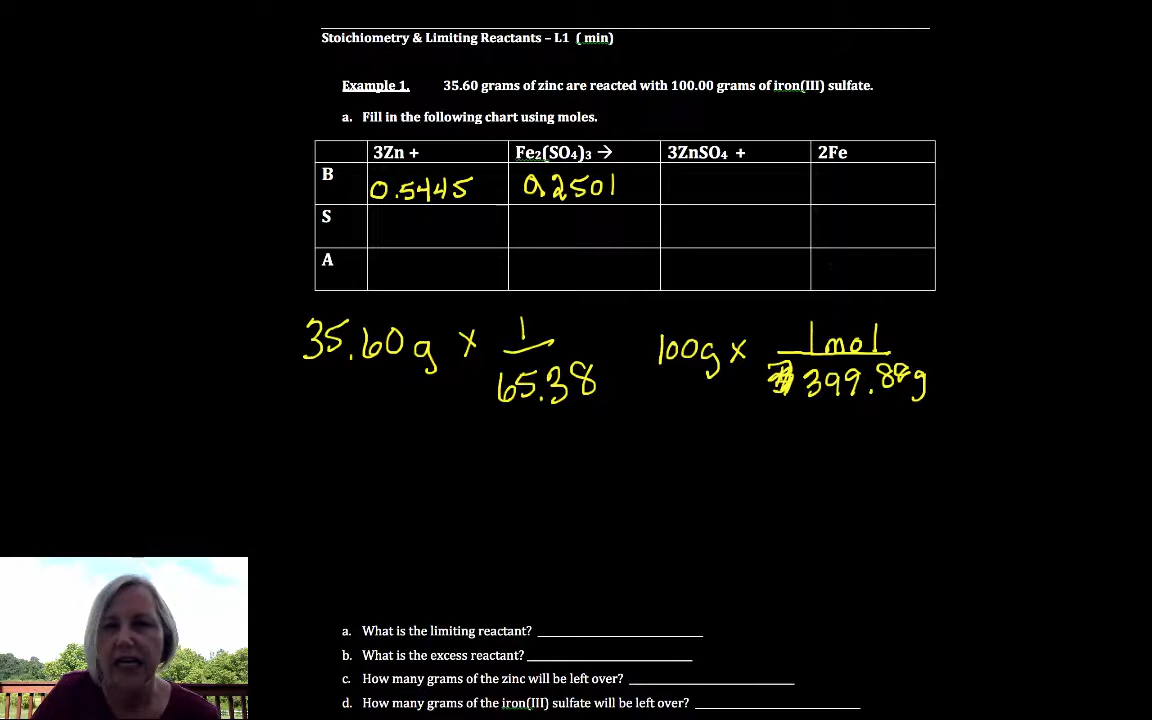 Stoichiometry & Limiting Reactants – L1 ( min)
Example 1. 35.60 grams of zinc are reacted with 100.00 grams of iron(III) sulfate.
a. Fill in the following chart using moles.
3Zn + Fe₂(SO₄)₃ → 3ZnSO₄ + 2Fe
B 0.5445 0.2501
S
A
35.60g x 1 100g x 1mol
65.38 399.88g
a. What is the limiting reactant?
b. What is the excess reactant?
c. How many grams of the zinc will be left over?
d. How many grams of the iron(III) sulfate will be left over?